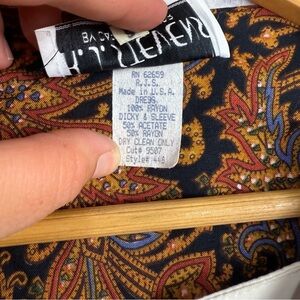 RN 62659
R.J.S.
Made in U.S.A.
DRESS
100% RAYON
DICKY & SLEEVE
50% ACETATE
50% RAYON
DRY CLEAN ONLY
Cut# 9507
Style# 446